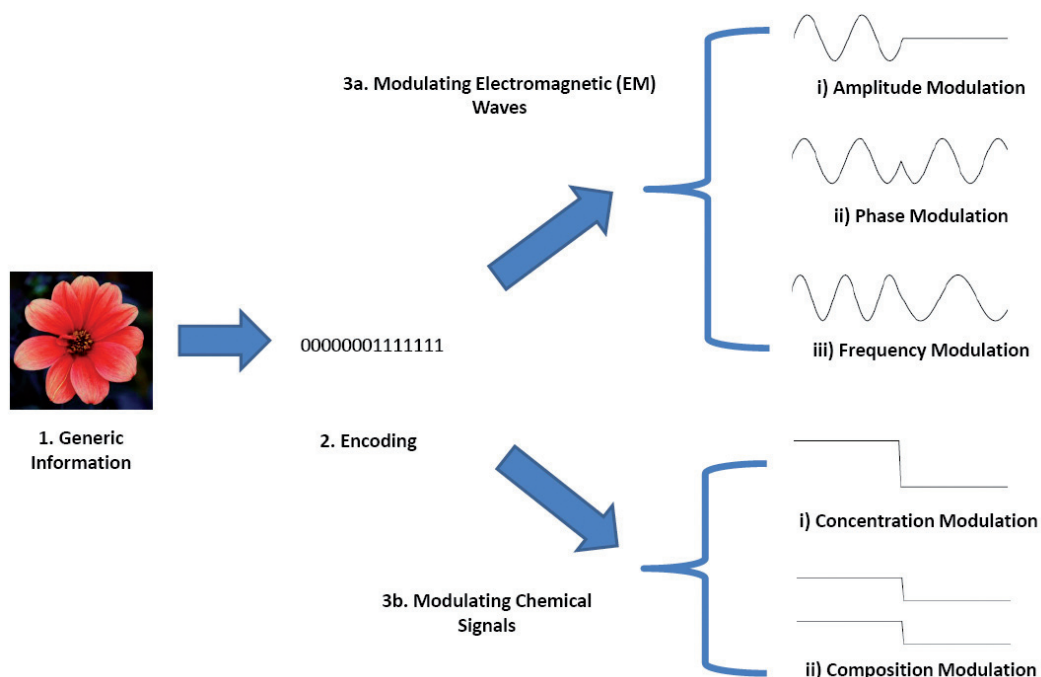 3a. Modulating Electromagnetic (EM)
Waves
i) Amplitude Modulation
ii) Phase Modulation
iii) Frequency Modulation
1. Generic
Information
00000001111111
2. Encoding
3b. Modulating Chemical
Signals
i) Concentration Modulation
ii) Composition Modulation